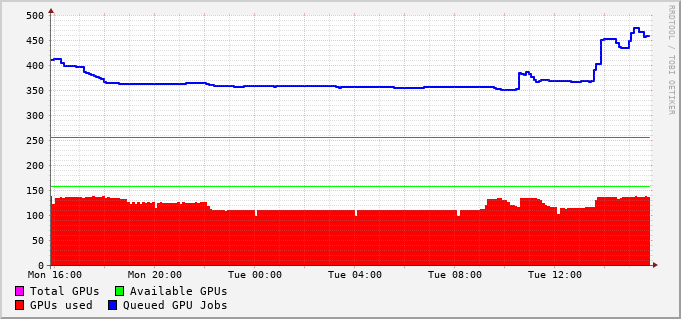 500
450
400
350
300
250
200
150
100
50
0
Mon 16:00 Mon 20:00 Tue 00:00 Tue 04:00 Tue 08:00 Tue 12:00
Total GPUs Available GPUs
GPUs used Queued GPU Jobs
RRDTOOL / TOBI OETIKER